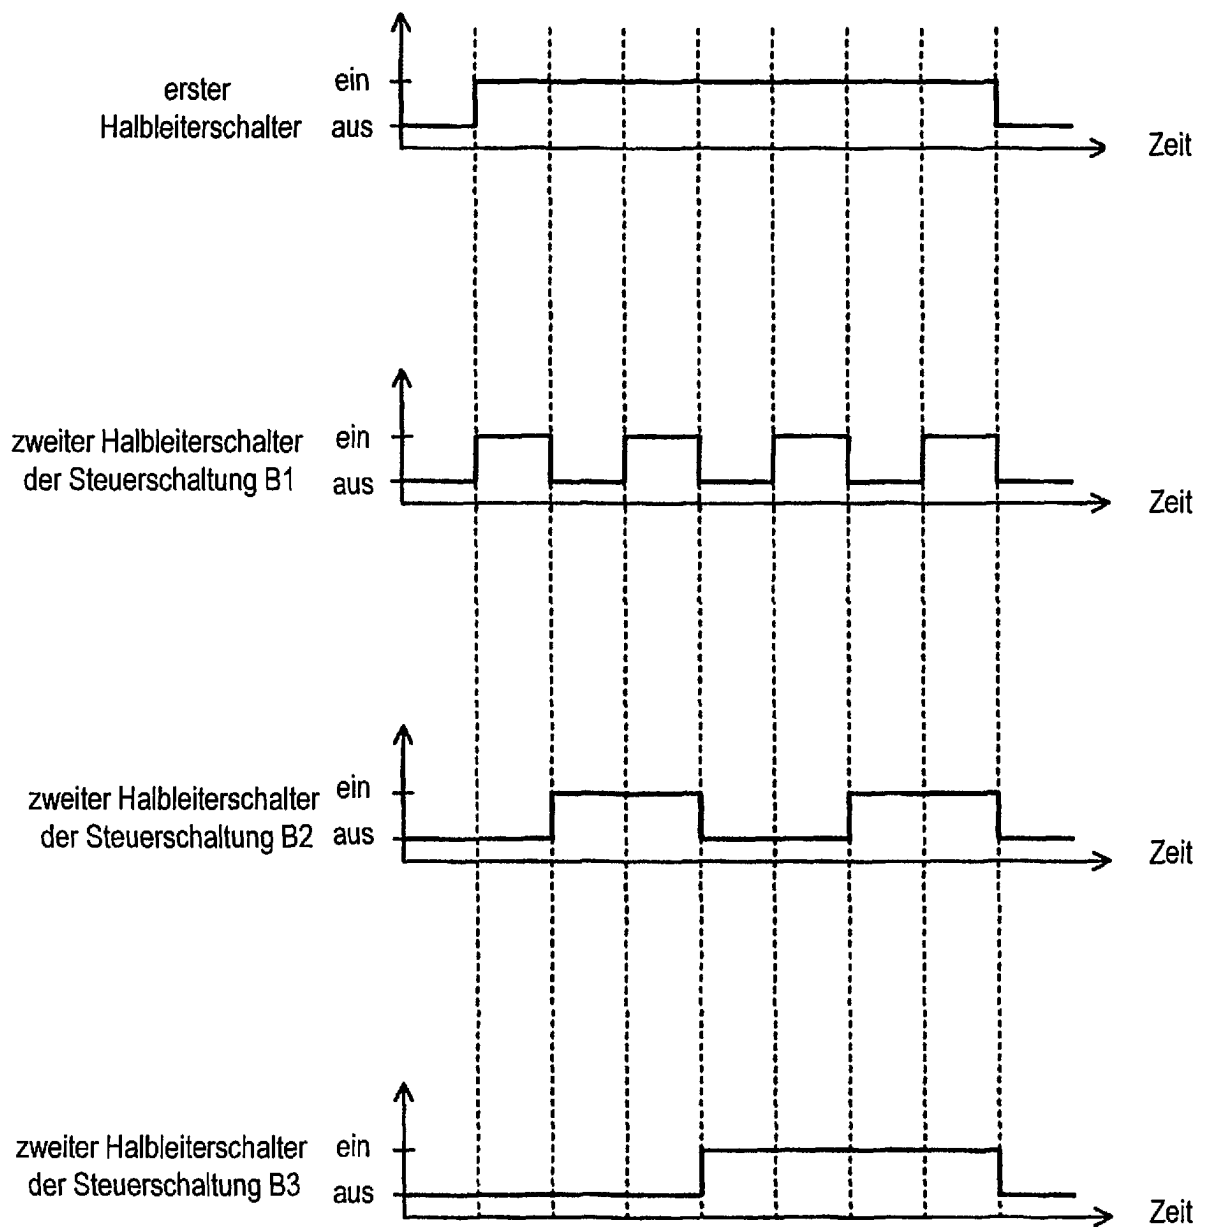 erster
Halbleiterschalter
ein
aus
Zeit
zweiter Halbleiterschalter
der Steuerschaltung B1
ein
aus
Zeit
zweiter Halbleiterschalter
der Steuerschaltung B2
ein
aus
Zeit
zweiter Halbleiterschalter
der Steuerschaltung B3
ein
aus
Zeit